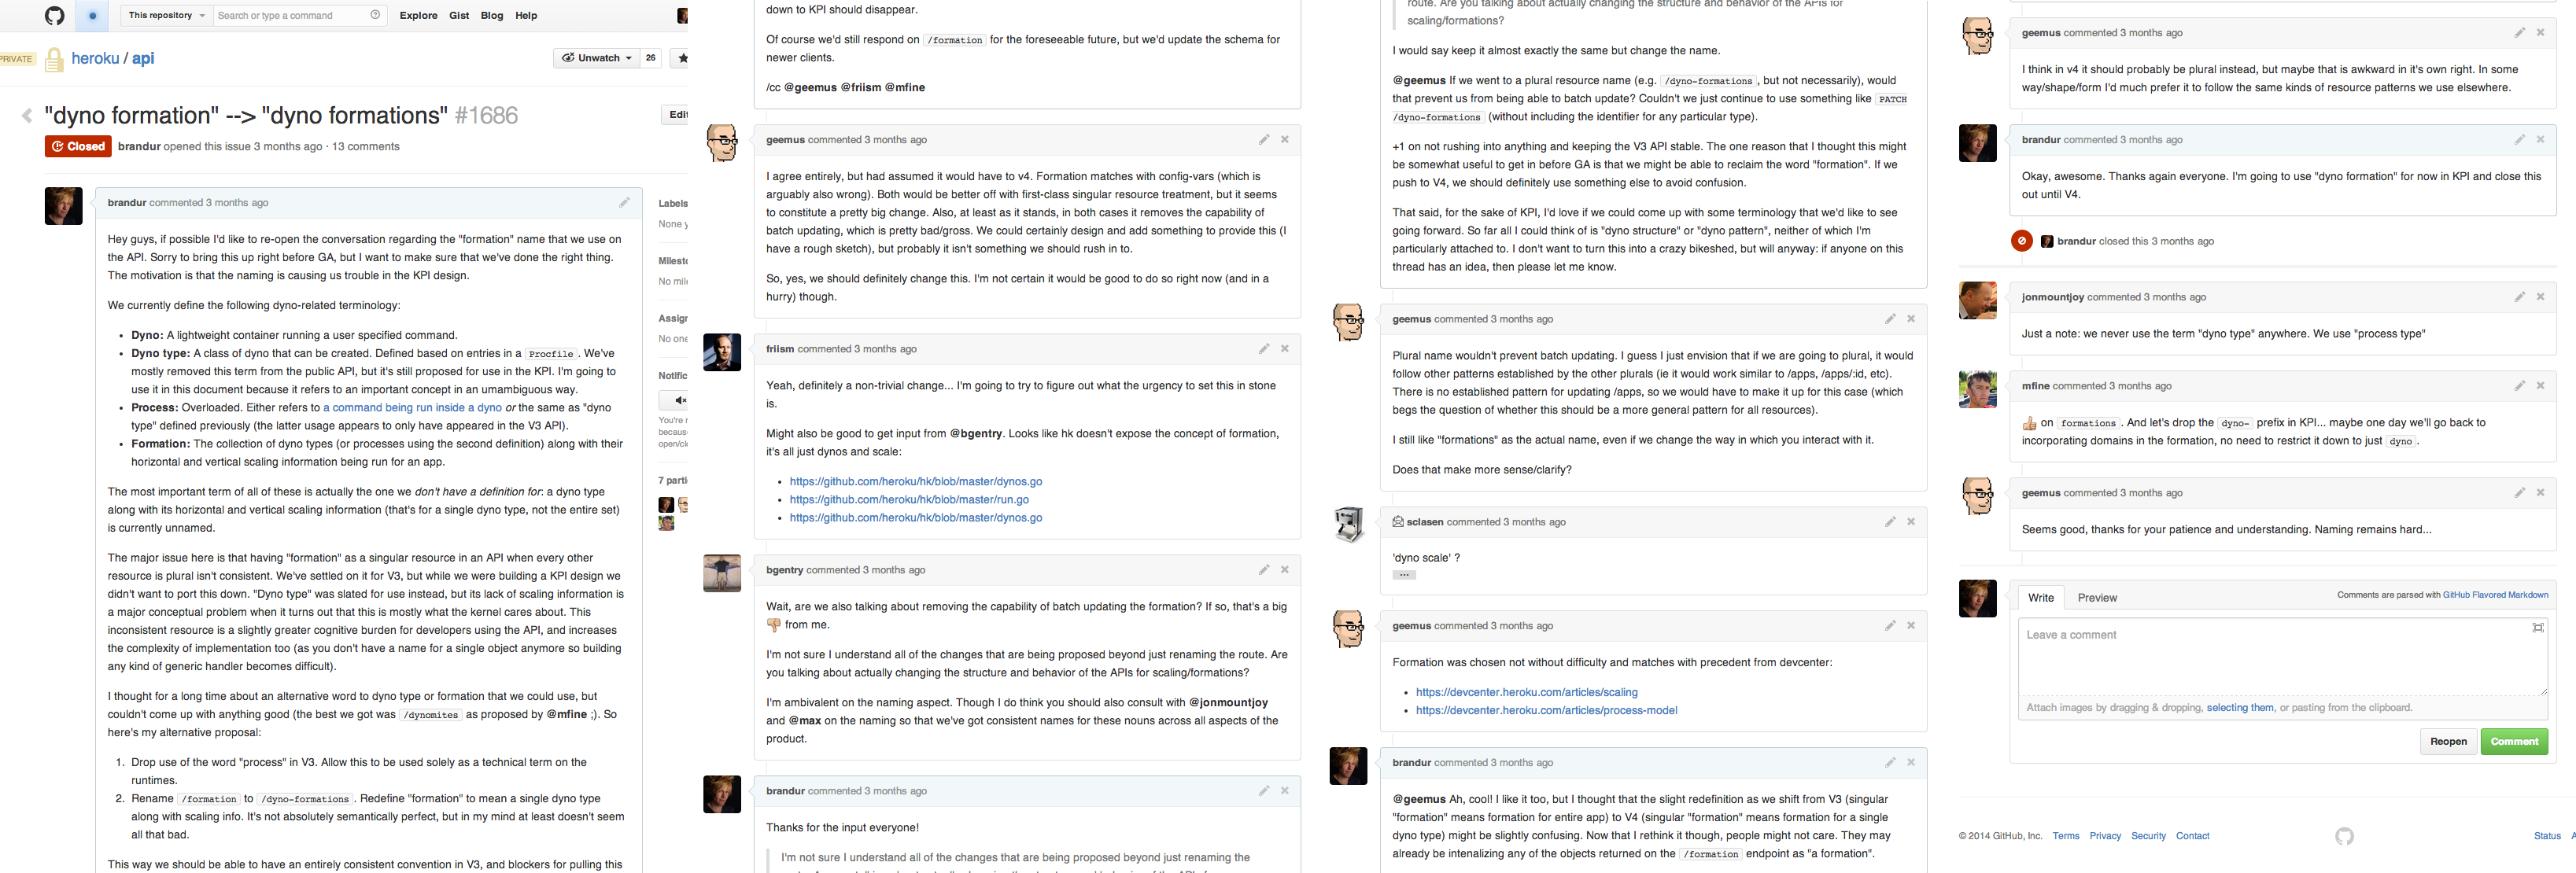 This repository
Search or type a command
Explore Gist Blog Help
PRIVATE
heroku / api
Unwatch
26
"dyno formation" --> "dyno formations" #1686
Edit
Closed
brandur opened this issue 3 months ago · 13 comments
brandur commented 3 months ago
Hey guys, if possible I'd like to re-open the conversation regarding the "formation" name that we use on
the API. Sorry to bring this up right before GA, but I want to make sure that we've done the right thing.
The motivation is that the naming is causing us trouble in the KPI design.
We currently define the following dyno-related terminology:
• Dyno: A lightweight container running a user specified command.
• Dyno type: A class of dyno that can be created. Defined based on entries in a Procfile. We've
mostly removed this term from the public API, but it's still proposed for use in the KPI. I'm going to
use it in this document because it refers to an important concept in an umambiguous way.
• Process: Overloaded. Either refers to a command being run inside a dyno or the same as "dyno
type" defined previously (the latter usage appears to only have appeared in the V3 API).
• Formation: The collection of dyno types (or processes using the second definition) along with their
horizontal and vertical scaling information being run for an app.
The most important term of all of these is actually the one we don't have a definition for: a dyno type
along with its horizontal and vertical scaling information (that's for a single dyno type, not the entire set)
is currently unnamed.
The major issue here is that having "formation" as a singular resource in an API when every other
resource is plural isn't consistent. We've settled on it for V3, but while we were building a KPI design we
didn't want to port this down. "Dyno type" was slated for use instead, but its lack of scaling information is
a major conceptual problem when it turns out that this is mostly what the kernel cares about. This
inconsistent resource is a slightly greater cognitive burden for developers using the API, and increases
the complexity of implementation too (as you don't have a name for a single object anymore so building
any kind of generic handler becomes difficult).
I thought for a long time about an alternative word to dyno type or formation that we could use, but
couldn't come up with anything good (the best we got was /dynomites as proposed by @mfine ;). So
here's my alternative proposal:
1. Drop use of the word "process" in V3. Allow this to be used solely as a technical term on the
runtimes.
2. Rename /formation to /dyno-formations. Redefine "formation" to mean a single dyno type
along with scaling info. It's not absolutely semantically perfect, but in my mind at least doesn't seem
all that bad.
This way we should be able to have an entirely consistent convention in V3, and blockers for pulling this
Labels
None y
Milesto
No mile
Assign
No one
Notific
You're r
because
open/cl
7 parti
down to KPI should disappear.
Of course we'd still respond on /formation for the foreseeable future, but we'd update the schema for
newer clients.
/cc @geemus @friism @mfine
geemus commented 3 months ago
I agree entirely, but had assumed it would have to v4. Formation matches with config-vars (which is
arguably also wrong). Both would be better off with first-class singular resource treatment, but it seems
to constitute a pretty big change. Also, at least as it stands, in both cases it removes the capability of
batch updating, which is pretty bad/gross. We could certainly design and add something to provide this (I
have a rough sketch), but probably it isn't something we should rush in to.
So, yes, we should definitely change this. I'm not certain it would be good to do so right now (and in a
hurry) though.
friism commented 3 months ago
Yeah, definitely a non-trivial change... I'm going to try to figure out what the urgency to set this in stone
is.
Might also be good to get input from @bgentry. Looks like hk doesn't expose the concept of formation,
it's all just dynos and scale:
• https://github.com/heroku/hk/blob/master/dynos.go
• https://github.com/heroku/hk/blob/master/run.go
• https://github.com/heroku/hk/blob/master/dynos.go
bgentry commented 3 months ago
Wait, are we also talking about removing the capability of batch updating the formation? If so, that's a big
👎 from me.
I'm not sure I understand all of the changes that are being proposed beyond just renaming the route. Are
you talking about actually changing the structure and behavior of the APIs for scaling/formations?
I'm ambivalent on the naming aspect. Though I do think you should also consult with @jonmountjoy
and @max on the naming so that we've got consistent names for these nouns across all aspects of the
product.
brandur commented 3 months ago
Thanks for the input everyone!
I'm not sure I understand all of the changes that are being proposed beyond just renaming the
route. Are you talking about actually changing the structure and behavior of the APIs for
scaling/formations?
I would say keep it almost exactly the same but change the name.
@geemus If we went to a plural resource name (e.g. /dyno-formations, but not necessarily), would
that prevent us from being able to batch update? Couldn't we just continue to use something like PATCH
/dyno-formations (without including the identifier for any particular type).
+1 on not rushing into anything and keeping the V3 API stable. The one reason that I thought this might
be somewhat useful to get in before GA is that we might be able to reclaim the word "formation". If we
push to V4, we should definitely use something else to avoid confusion.
That said, for the sake of KPI, I'd love if we could come up with some terminology that we'd like to see
going forward. So far all I could think of is "dyno structure" or "dyno pattern", neither of which I'm
particularly attached to. I don't want to turn this into a crazy bikeshed, but will anyway: if anyone on this
thread has an idea, then please let me know.
geemus commented 3 months ago
Plural name wouldn't prevent batch updating. I guess I just envision that if we are going to plural, it would
follow other patterns established by the other plurals (ie it would work similar to /apps, /apps/:id, etc).
There is no established pattern for updating /apps, so we would have to make it up for this case (which
begs the question of whether this should be a more general pattern for all resources).
I still like "formations" as the actual name, even if we change the way in which you interact with it.
Does that make more sense/clarify?
sclasen commented 3 months ago
'dyno scale' ?
...
geemus commented 3 months ago
Formation was chosen not without difficulty and matches with precedent from devcenter:
• https://devcenter.heroku.com/articles/scaling
• https://devcenter.heroku.com/articles/process-model
brandur commented 3 months ago
@geemus Ah, cool! I like it too, but I thought that the slight redefinition as we shift from V3 (singular
"formation" means formation for entire app) to V4 (singular "formation" means formation for a single
dyno type) might be slightly confusing. Now that I rethink it though, people might not care. They may
already be intenalizing any of the objects returned on the /formation endpoint as "a formation".
geemus commented 3 months ago
I think in v4 it should probably be plural instead, but maybe that is awkward in it's own right. In some
way/shape/form I'd much prefer it to follow the same kinds of resource patterns we use elsewhere.
brandur commented 3 months ago
Okay, awesome. Thanks again everyone. I'm going to use "dyno formation" for now in KPI and close this
out until V4.
brandur closed this 3 months ago
jonmountjoy commented 3 months ago
Just a note: we never use the term "dyno type" anywhere. We use "process type"
mfine commented 3 months ago
👍 on formations. And let's drop the dyno- prefix in KPI... maybe one day we'll go back to
incorporating domains in the formation, no need to restrict it down to just dyno.
geemus commented 3 months ago
Seems good, thanks for your patience and understanding. Naming remains hard...
Write
Preview
Comments are parsed with GitHub Flavored Markdown
Leave a comment
Attach images by dragging & dropping, selecting them, or pasting from the clipboard.
Reopen
Comment
© 2014 GitHub, Inc. Terms Privacy Security Contact
Status A